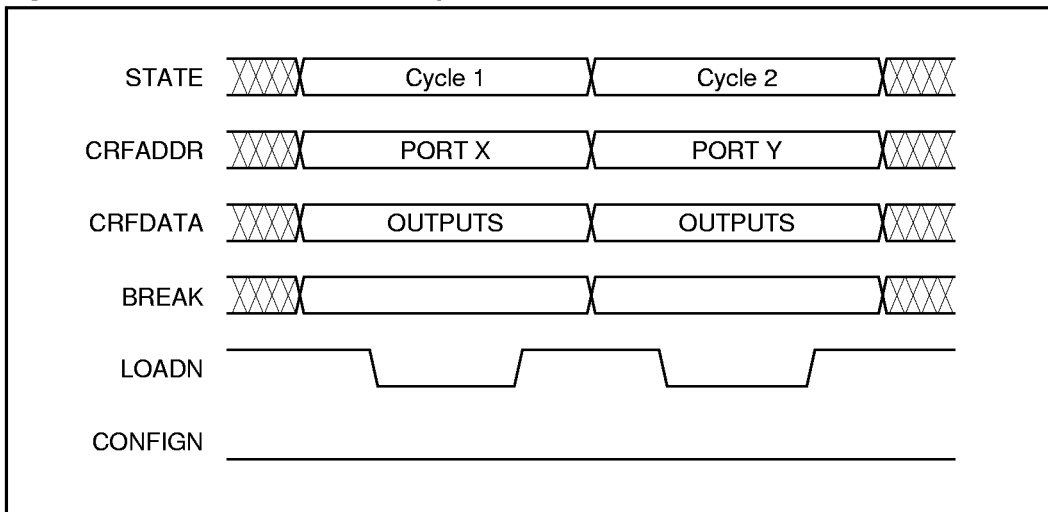 STATE Cycle 1 Cycle 2
CRFADDR PORT X PORT Y
CRFDATA OUTPUTS OUTPUTS
BREAK
LOADN
CONFIGN